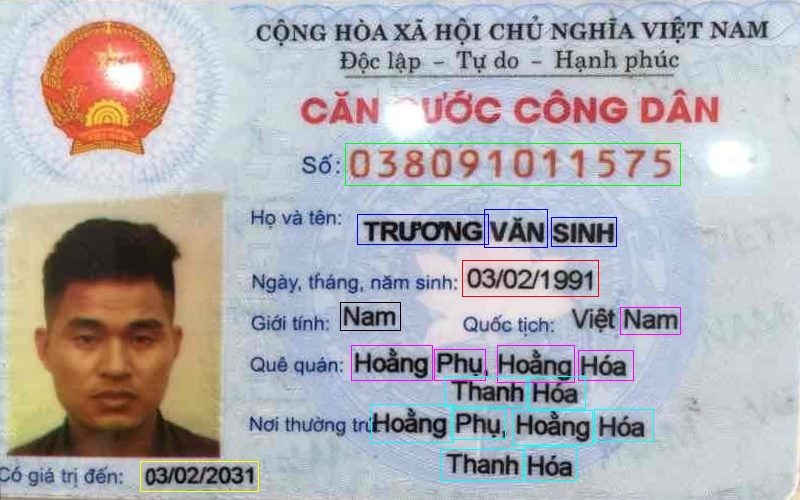 CỘNG HÒA XÃ HỘI CHỦ NGHĨA VIỆT NAM
Độc lập - Tự do - Hạnh phúc
CĂN CƯỚC CÔNG DÂN
Số: 038091011575
Họ và tên: TRƯƠNG VĂN SINH
Ngày, tháng, năm sinh: 03/02/1991
Giới tính: Nam Quốc tịch: Việt Nam
Quê quán: Hoằng Phụ, Hoằng Hóa
Thanh Hóa
Nơi thường trú Hoằng Phụ, Hoằng Hóa
Thanh Hóa
Có giá trị đến: 03/02/2031